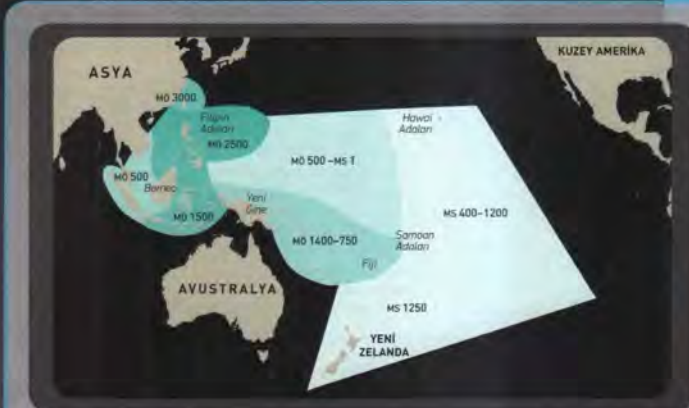 ASYA
KUZEY AMERİKA
MÖ 3000
Filipin
Adaları
Hawai
Adaları
MÖ 2500
MÖ 500 –MS 1
MÖ 500
Borneo
Yeni
Gine
MS 400–1200
MÖ 1500
MÖ 1400–750
Samoan
Adaları
Fiji
AVUSTRALYA
MS 1250
YENİ
ZELANDA